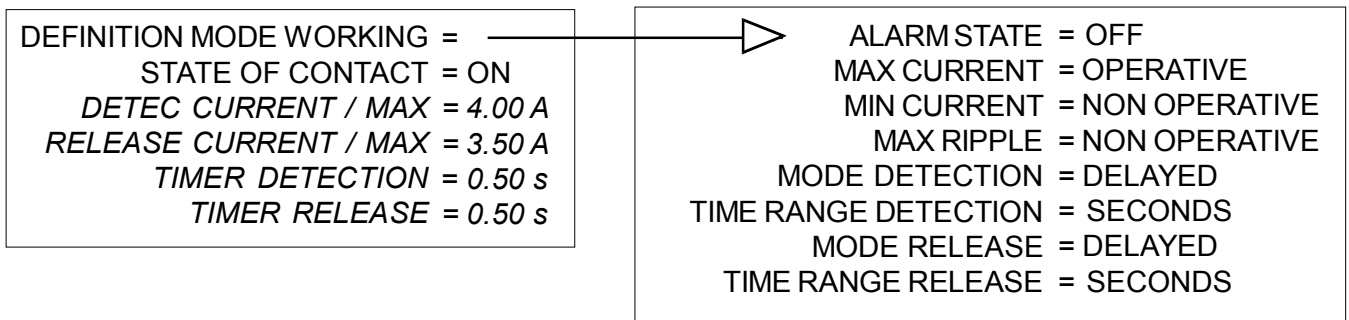 DEFINITION MODE WORKING =
STATE OF CONTACT = ON
DETEC CURRENT / MAX = 4.00 A
RELEASE CURRENT / MAX = 3.50 A
TIMER DETECTION = 0.50 s
TIMER RELEASE = 0.50 s
ALARM STATE = OFF
MAX CURRENT = OPERATIVE
MIN CURRENT = NON OPERATIVE
MAX RIPPLE = NON OPERATIVE
MODE DETECTION = DELAYED
TIME RANGE DETECTION = SECONDS
MODE RELEASE = DELAYED
TIME RANGE RELEASE = SECONDS